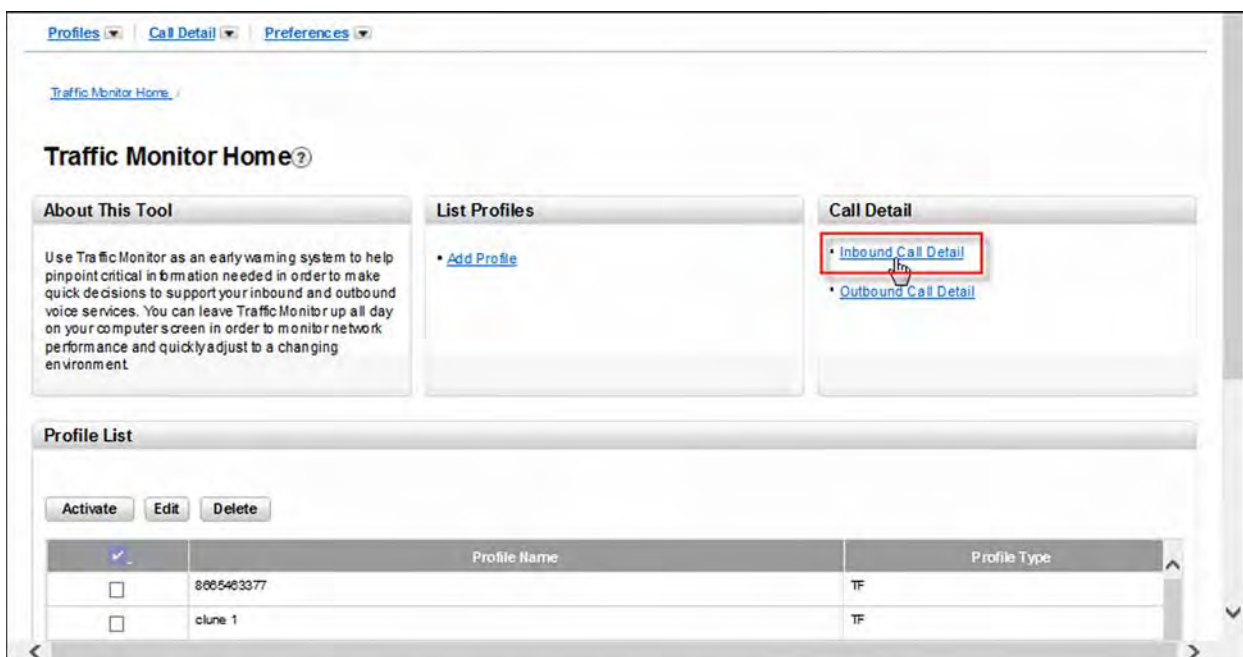 Profiles Call Detail Preferences
Traffic Monitor Home /
Traffic Monitor Home ?
About This Tool
Use Traffic Monitor as an early warning system to help
pinpoint critical information needed in order to make
quick decisions to support your inbound and outbound
voice services. You can leave Traffic Monitor up all day
on your computer screen in order to monitor network
performance and quickly adjust to a changing
environment.
List Profiles
• Add Profile
Call Detail
• Inbound Call Detail
• Outbound Call Detail
Profile List
Activate Edit Delete
Profile Name Profile Type
8665463377 TF
clune 1 TF